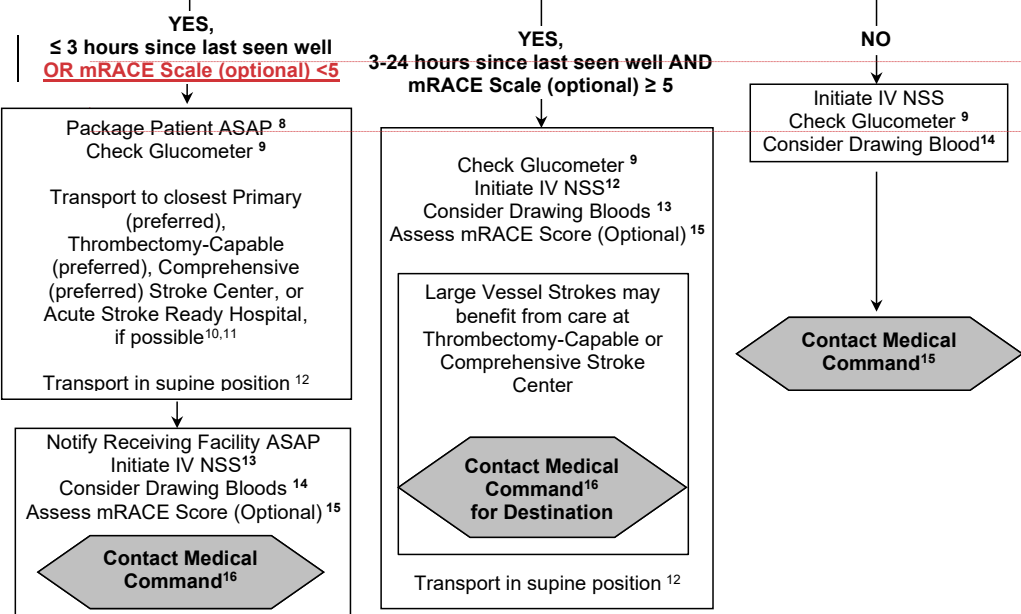 YES,
≤ 3 hours since last seen well
OR mRACE Scale (optional) <5
Package Patient ASAP 8
Check Glucometer 9
Transport to closest Primary
(preferred),
Thrombectomy-Capable
(preferred), Comprehensive
(preferred) Stroke Center, or
Acute Stroke Ready Hospital,
if possible10,11
Transport in supine position 12
Notify Receiving Facility ASAP
Initiate IV NSS13
Consider Drawing Bloods 14
Assess mRACE Score (Optional) 15
Contact Medical
Command16
YES,
3-24 hours since last seen well AND
mRACE Scale (optional) ≥ 5
Check Glucometer 9
Initiate IV NSS12
Consider Drawing Bloods 13
Assess mRACE Score (Optional) 15
Large Vessel Strokes may
benefit from care at
Thrombectomy-Capable or
Comprehensive Stroke
Center
Contact Medical
Command16
for Destination
Transport in supine position 12
NO
Initiate IV NSS
Check Glucometer 9
Consider Drawing Blood14
Contact Medical
Command15